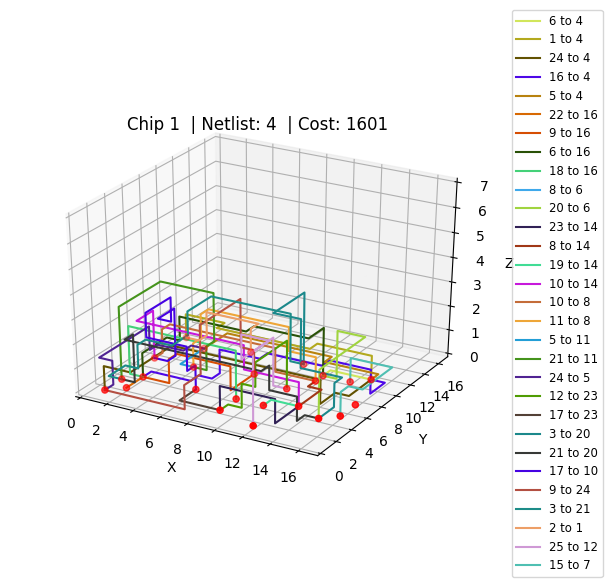 Chip 1 | Netlist: 4 | Cost: 1601
6 to 4
1 to 4
24 to 4
16 to 4
5 to 4
22 to 16
9 to 16
6 to 16
18 to 16
8 to 6
20 to 6
23 to 14
8 to 14
19 to 14
10 to 14
10 to 8
11 to 8
5 to 11
21 to 11
24 to 5
12 to 23
17 to 23
3 to 20
21 to 20
17 to 10
9 to 24
3 to 21
2 to 1
25 to 12
15 to 7
7
6
5
4
3
2
1
0
Z
0
2
4
6
8
10
12
14
16
X
0
2
4
6
8
10
12
14
16
Y